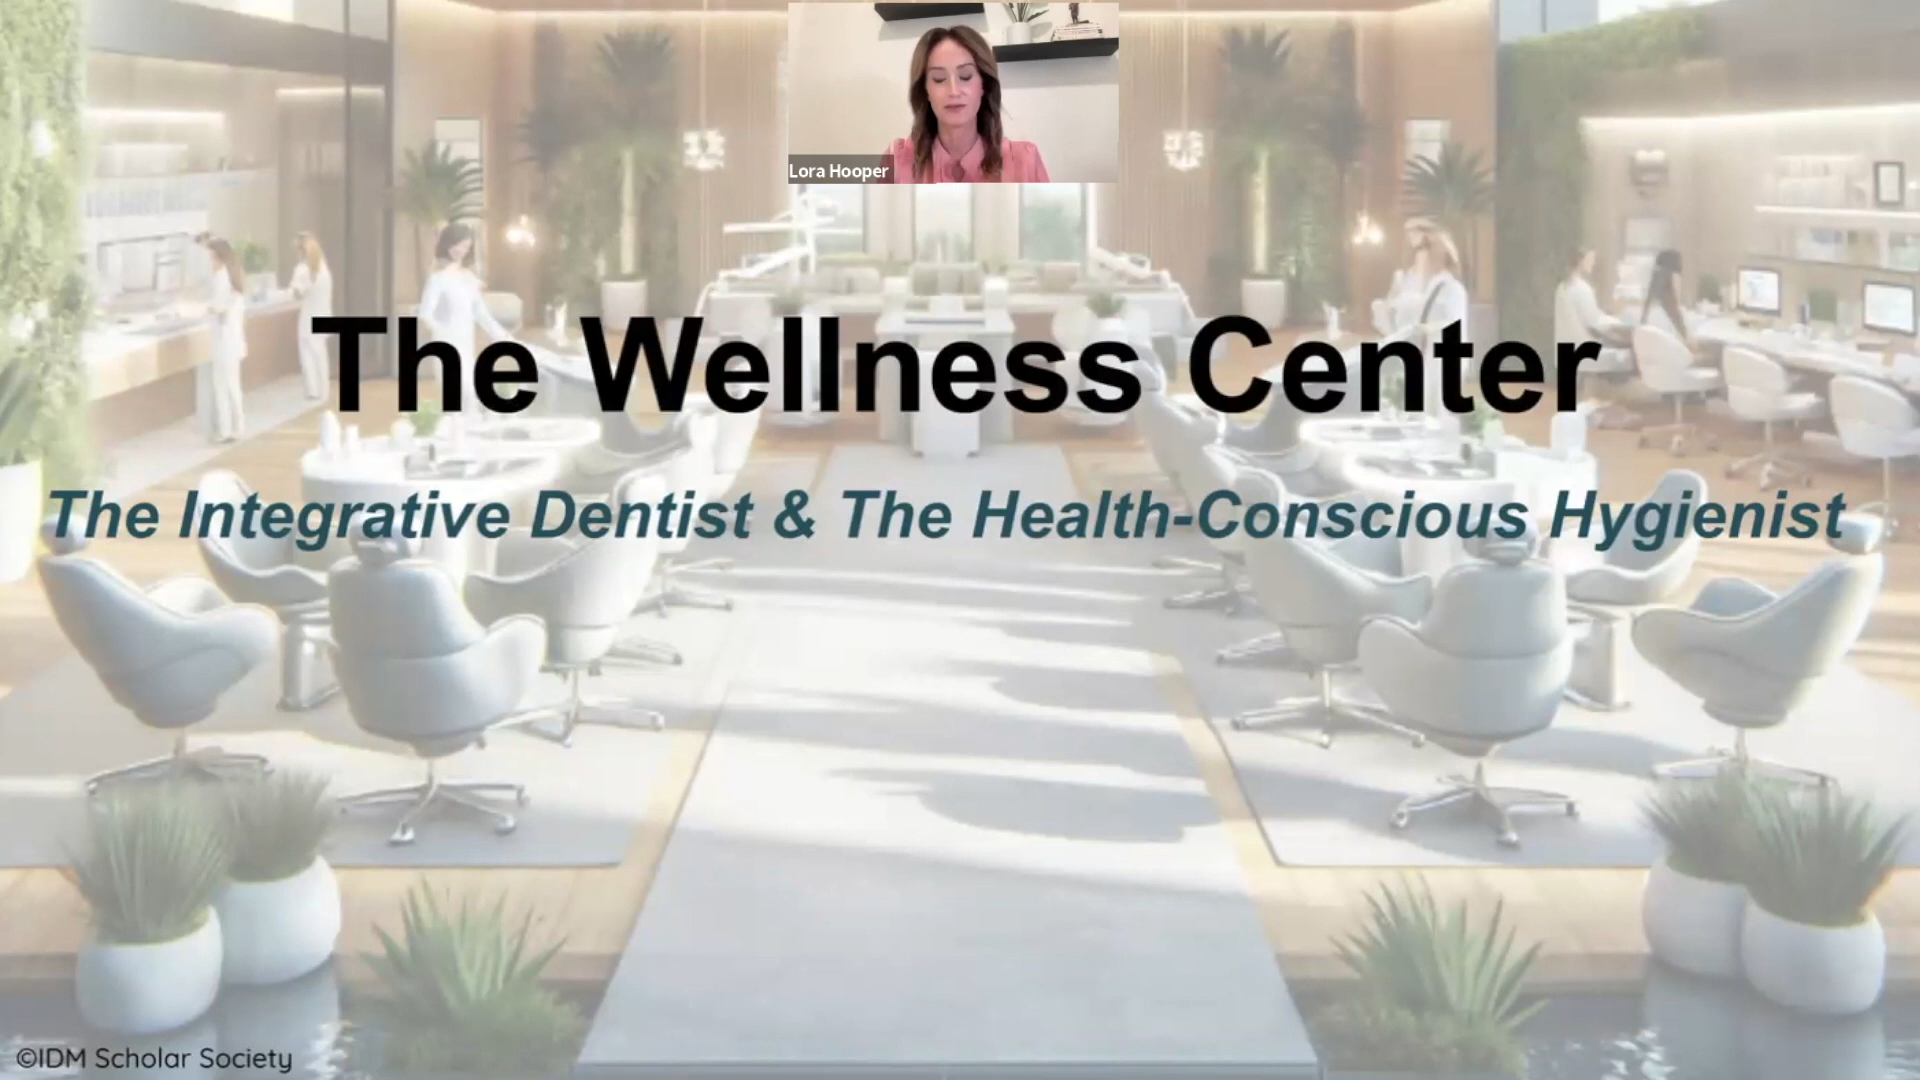 Lora Hooper
The Wellness Center
The Integrative Dentist & The Health-Conscious Hygienist
©IDM Scholar Society